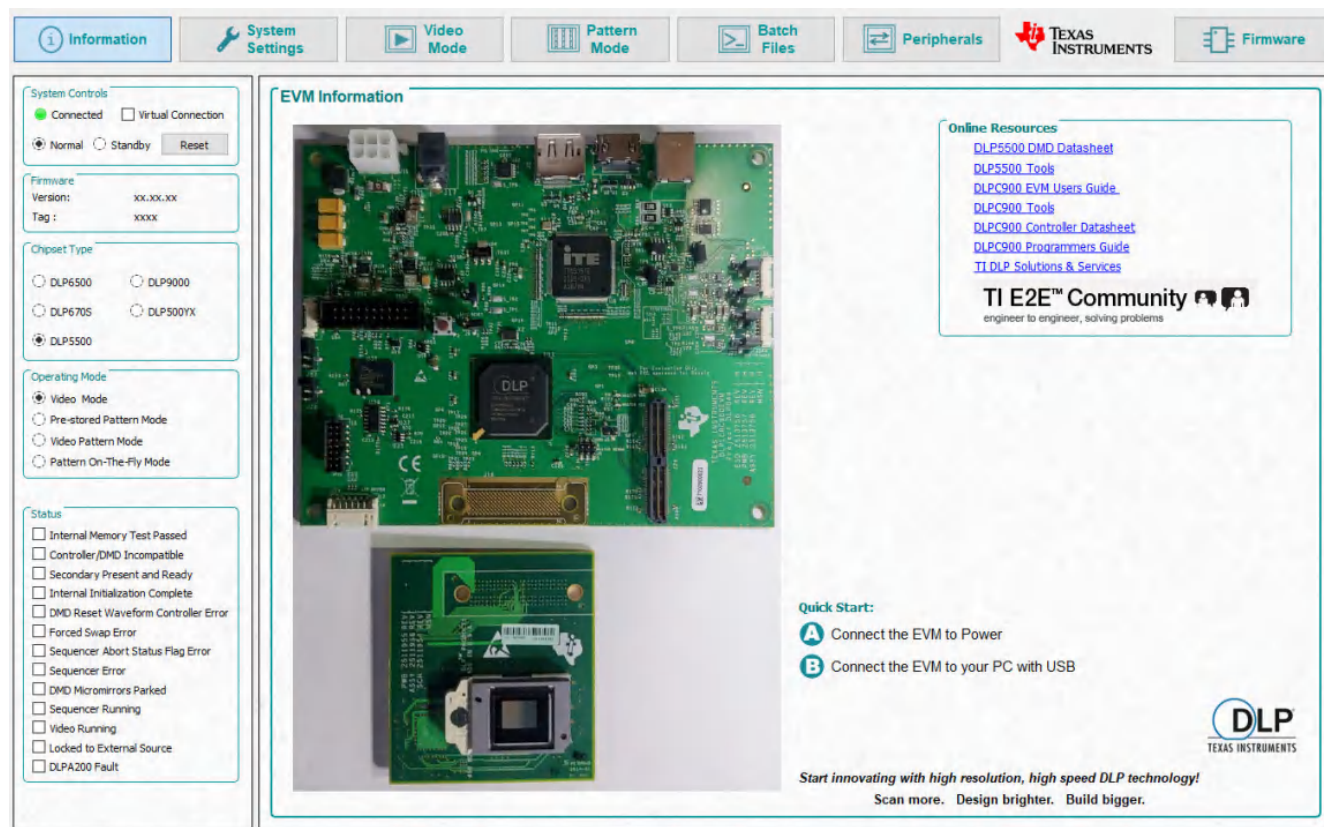 Information
System Settings
Video Mode
Pattern Mode
Batch Files
Peripherals
TEXAS INSTRUMENTS
Firmware
System Controls
Connected
Virtual Connection
Normal
Standby
Reset
Firmware
Version: xx.xx.xx
Tag : xxxx
Chipset Type
DLP6500
DLP9000
DLP670S
DLP500YX
DLP5500
Operating Mode
Video Mode
Pre-stored Pattern Mode
Video Pattern Mode
Pattern On-The-Fly Mode
Status
Internal Memory Test Passed
Controller/DMD Incompatible
Secondary Present and Ready
Internal Initialization Complete
DMD Reset Waveform Controller Error
Forced Swap Error
Sequencer Abort Status Flag Error
Sequencer Error
DMD Micromirrors Parked
Sequencer Running
Video Running
Locked to External Source
DLPA200 Fault
EVM Information
iTE
DLP
CE
J14
Online Resources
DLP5500 DMD Datasheet
DLP5500 Tools
DLPC900 EVM Users Guide
DLPC900 Tools
DLPC900 Controller Datasheet
DLPC900 Programmers Guide
TI DLP Solutions & Services
TI E2E™ Community
engineer to engineer, solving problems
Quick Start:
A Connect the EVM to Power
B Connect the EVM to your PC with USB
DLP
TEXAS INSTRUMENTS
Start innovating with high resolution, high speed DLP technology!
Scan more. Design brighter. Build bigger.